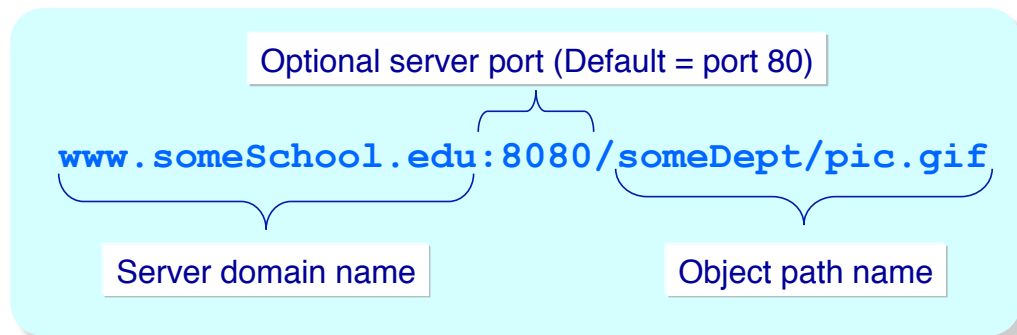 Optional server port (Default = port 80)
www.someSchool.edu:8080/someDept/pic.gif
Server domain name
Object path name